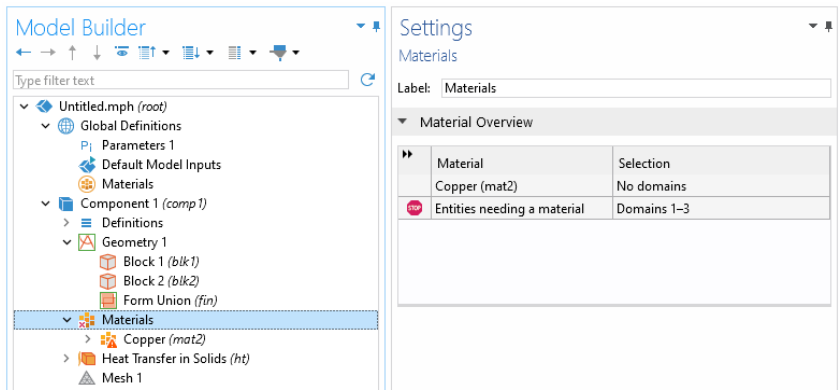 Model Builder
Type filter text
Untitled.mph (root)
Global Definitions
Pi Parameters 1
Default Model Inputs
Materials
Component 1 (comp1)
Definitions
Geometry 1
Block 1 (blk1)
Block 2 (blk2)
Form Union (fin)
Materials
Copper (mat2)
Heat Transfer in Solids (ht)
Mesh 1
Settings
Materials
Label: Materials
Material Overview
Material Selection
Copper (mat2) No domains
STOP Entities needing a material Domains 1–3